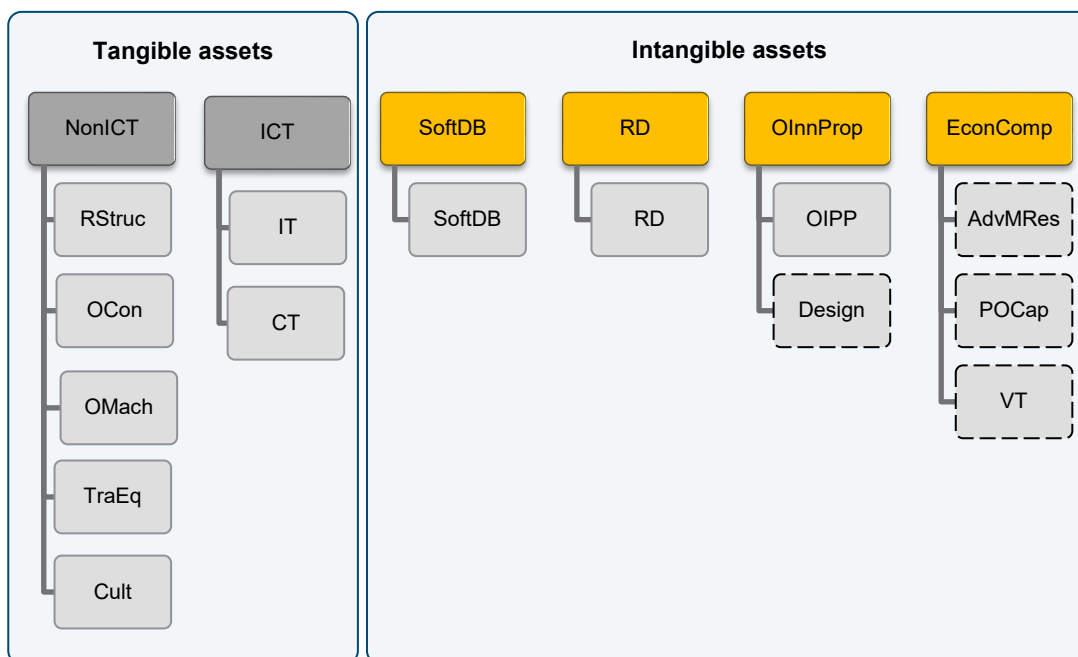 Tangible assets
NonICT
RStruc
OCon
OMach
TraEq
Cult
ICT
IT
CT
Intangible assets
SoftDB
SoftDB
RD
RD
OInnProp
OIPP
Design
EconComp
AdvMRes
POCap
VT